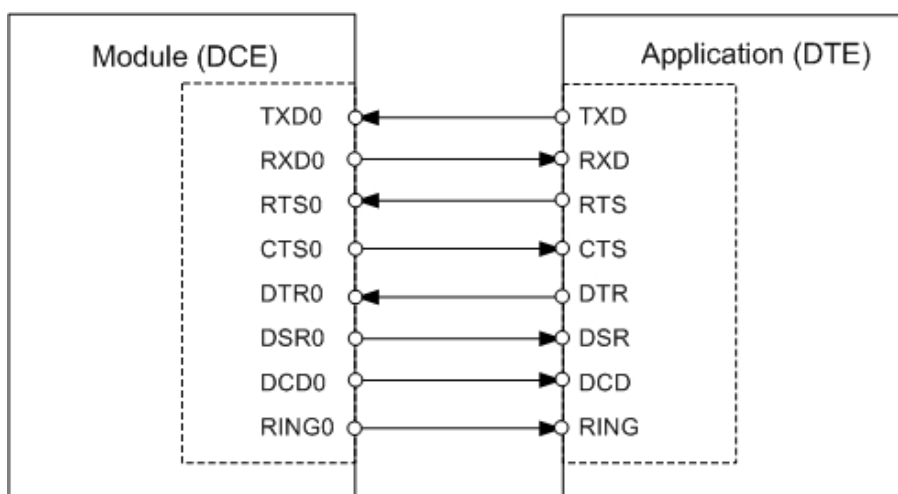 Module (DCE)
Application (DTE)
TXD0
TXD
RXD0
RXD
RTS0
RTS
CTS0
CTS
DTR0
DTR
DSR0
DSR
DCD0
DCD
RING0
RING